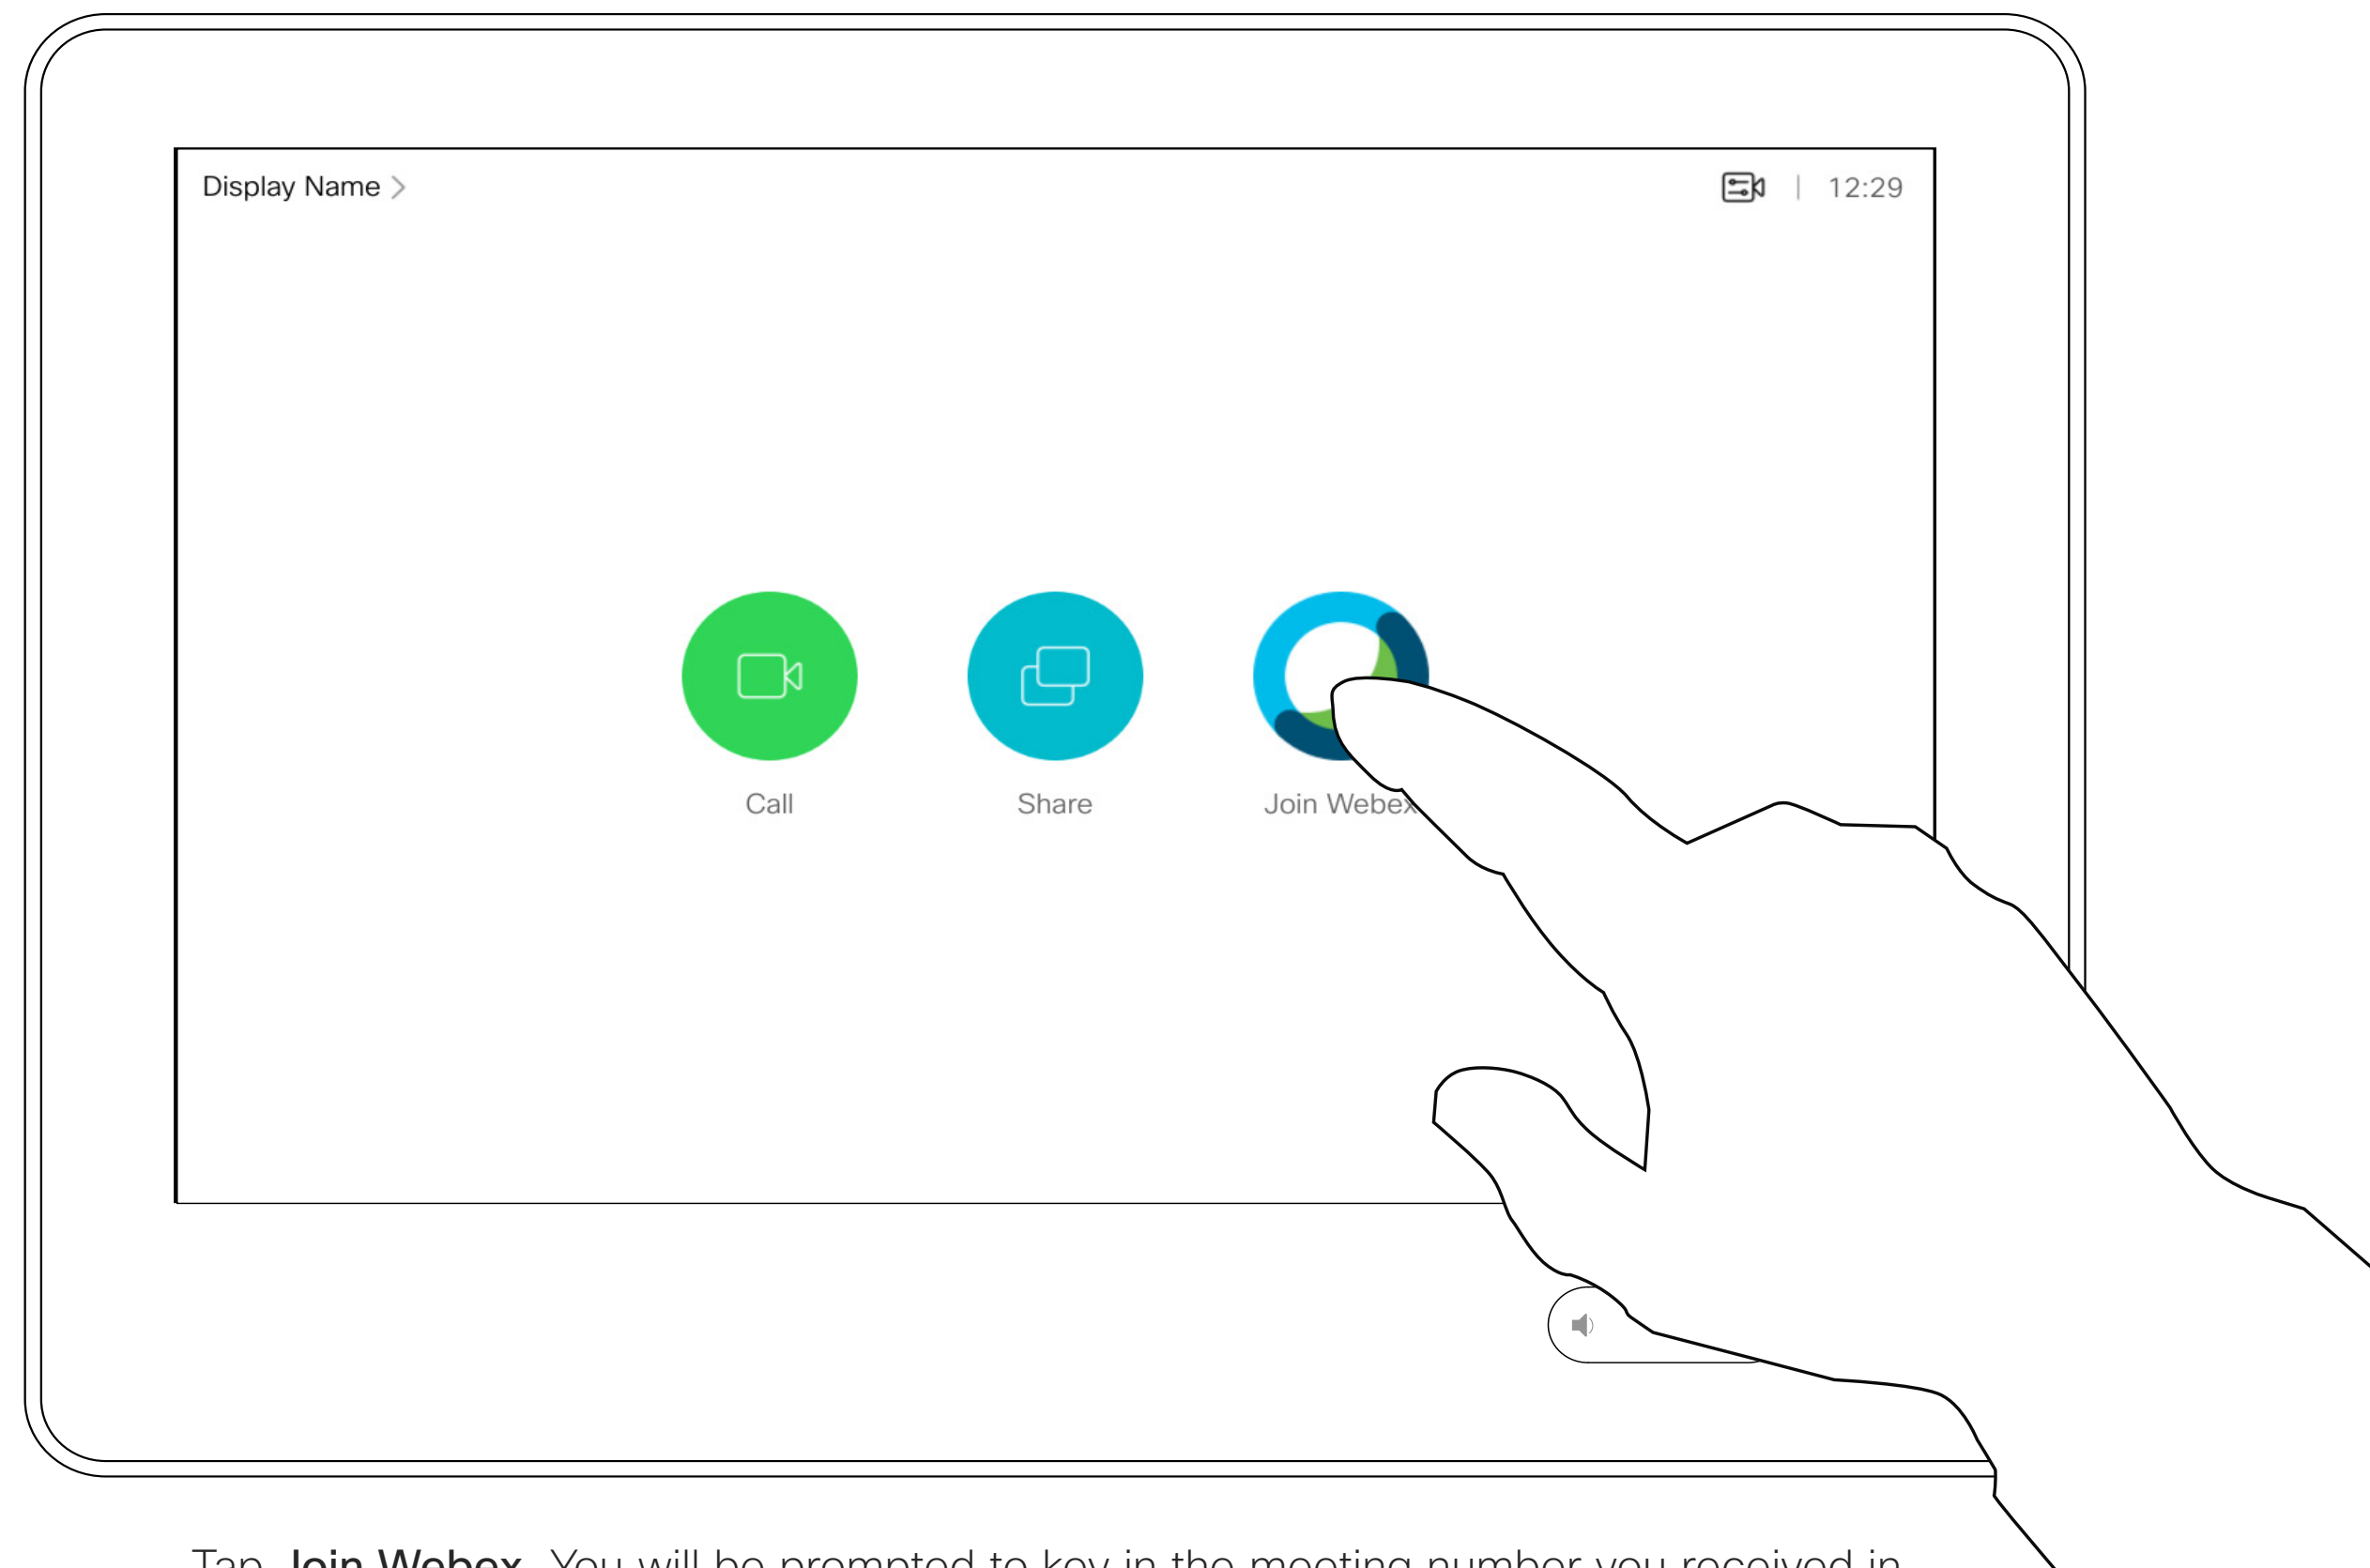 Display Name
12:29
Call Share Join Webex
Tap Join Webex. You will be prompted to key in the meeting number you received in